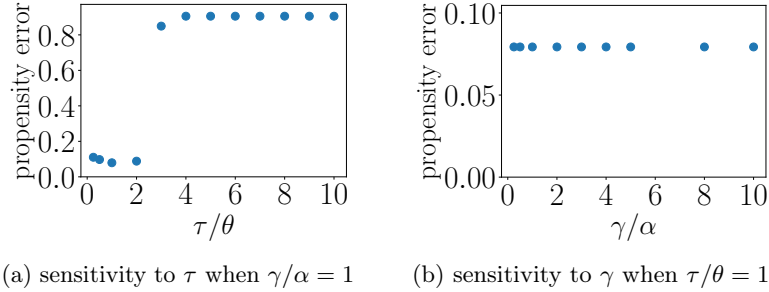 propensity error
0.8
0.6
0.4
0.2
0.0
0 2 4 6 8 10
τ/θ
(a) sensitivity to τ when γ/α = 1
propensity error
0.10
0.05
0.00
0 2 4 6 8 10
γ/α
(b) sensitivity to γ when τ/θ = 1